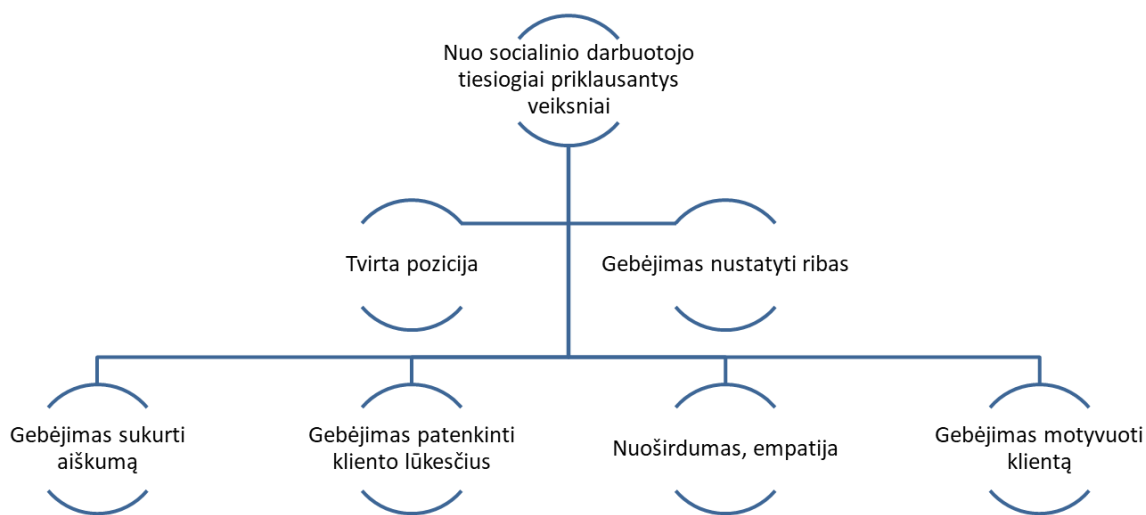 Nuo socialinio darbuotojo
tiesiogiai priklausantys
veiksniai
Tvirta pozicija
Gebėjimas nustatyti ribas
Gebėjimas sukurti
aiškumą
Gebėjimas patenkinti
kliento lūkesčius
Nuoširdumas, empatija
Gebėjimas motyvuoti
klientą